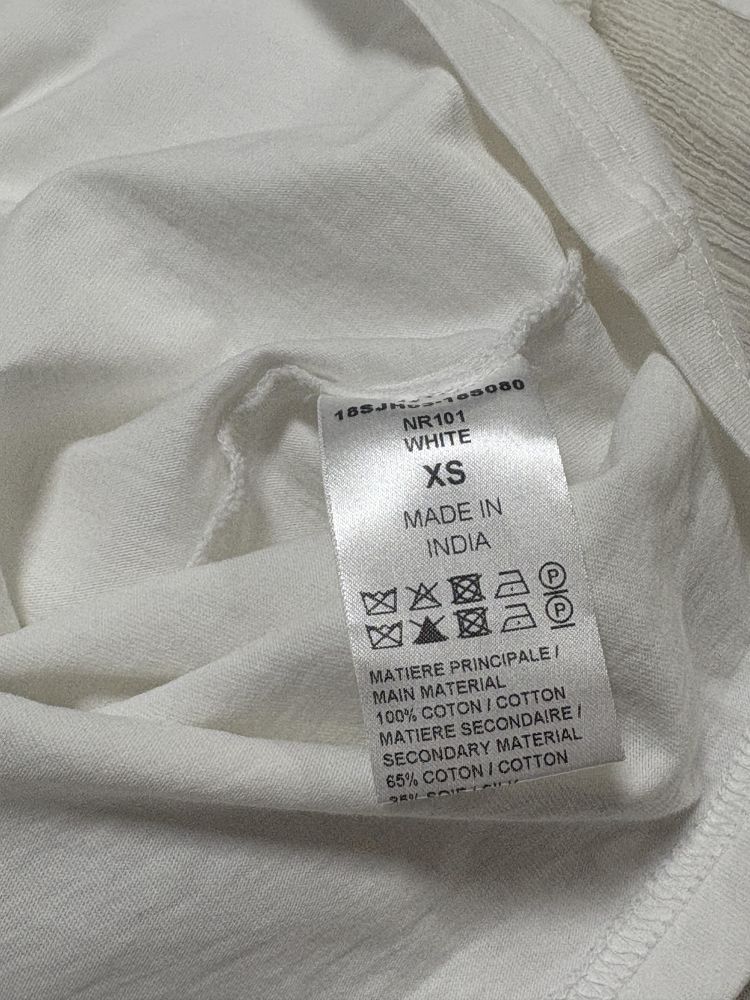 NR101
WHITE
XS
MADE IN
INDIA
P
P
MATIERE PRINCIPALE /
MAIN MATERIAL
100% COTON / COTTON
MATIERE SECONDAIRE /
SECONDARY MATERIAL
65% COTON / COTTON